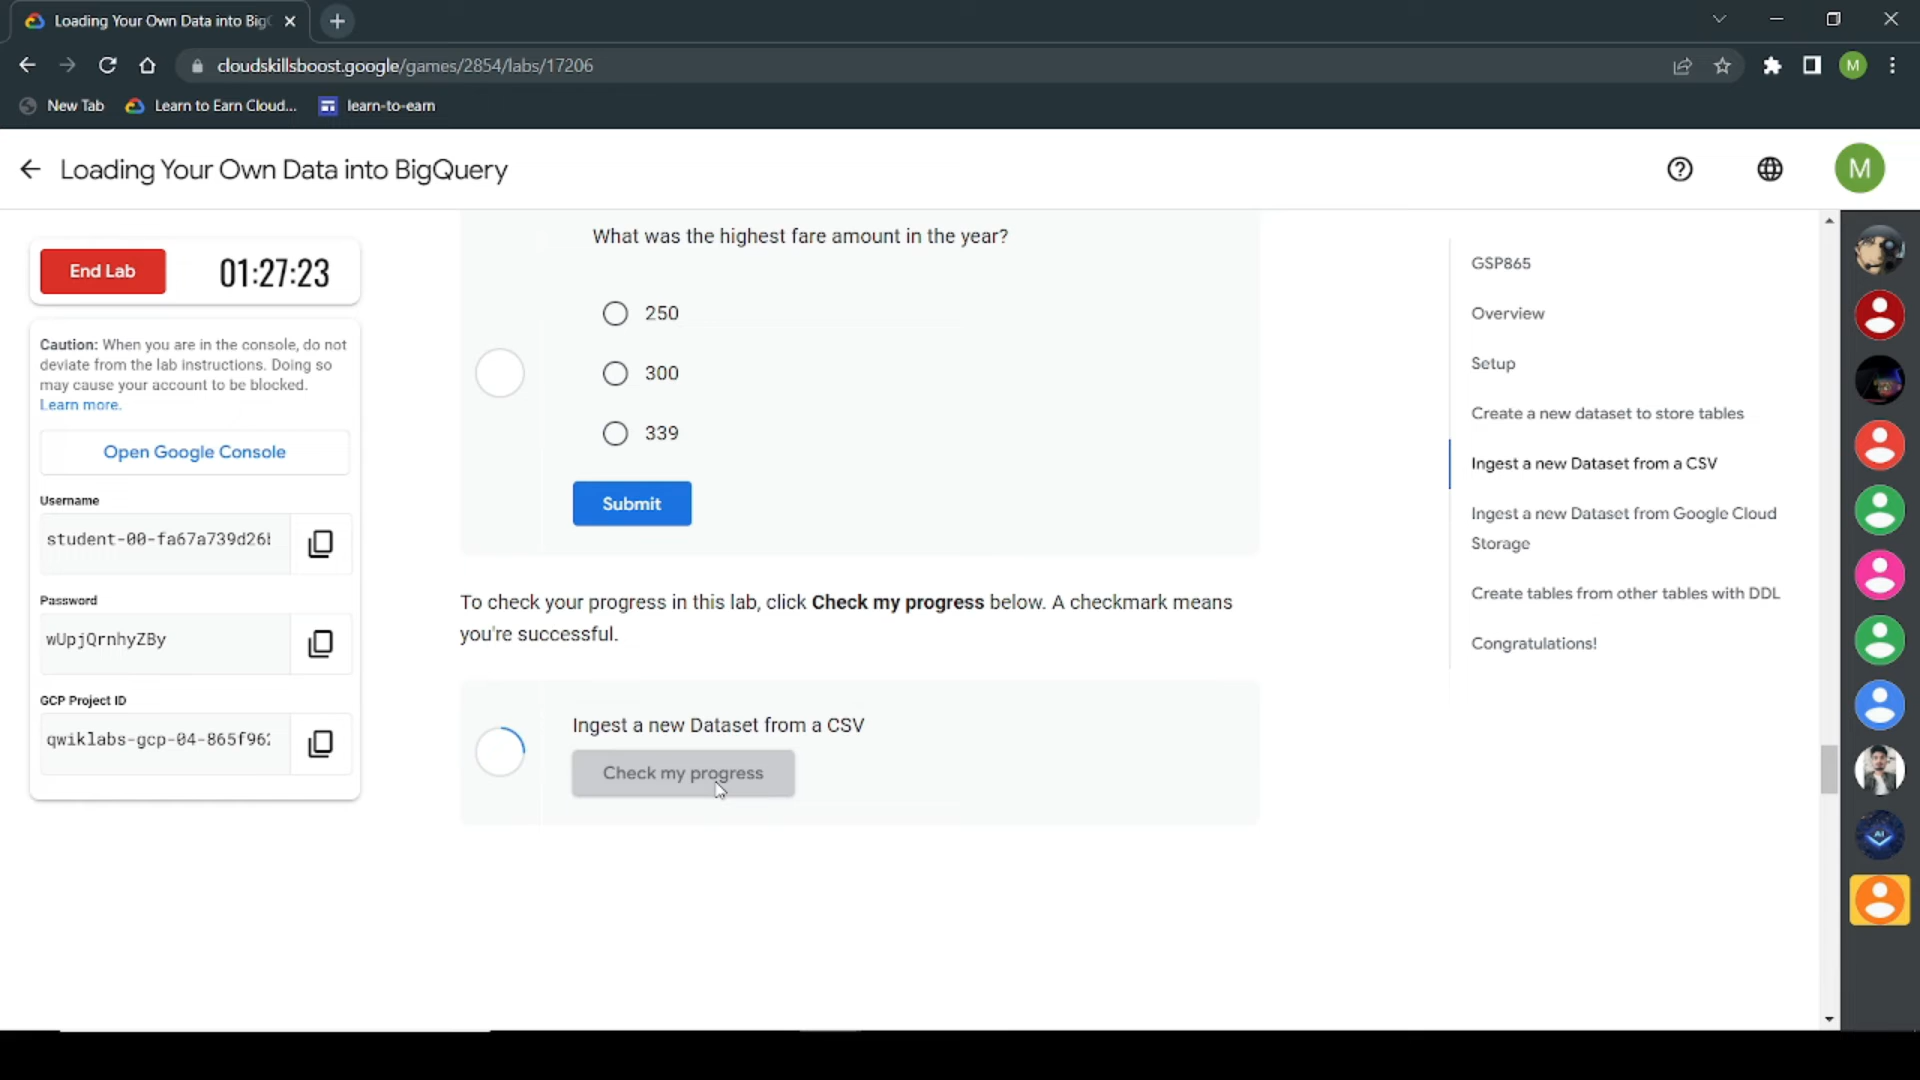 Loading Your Own Data into Big
cloudskillsboost.google/games/2854/labs/17206
M
New Tab
Learn to Earn Cloud...
learn-to-earn
Loading Your Own Data into BigQuery
M
End Lab
01:27:23
Caution: When you are in the console, do not
deviate from the lab instructions. Doing so
may cause your account to be blocked.
Learn more.
Open Google Console
Username
student-00-fa67a739d26
Password
wUpjQrnhyZBy
GCP Project ID
qwiklabs-gcp-04-865f96
What was the highest fare amount in the year?
250
300
339
Submit
To check your progress in this lab, click Check my progress below. A checkmark means
you're successful.
Ingest a new Dataset from a CSV
Check my progress
GSP865
Overview
Setup
Create a new dataset to store tables
Ingest a new Dataset from a CSV
Ingest a new Dataset from Google Cloud
Storage
Create tables from other tables with DDL
Congratulations!
AI